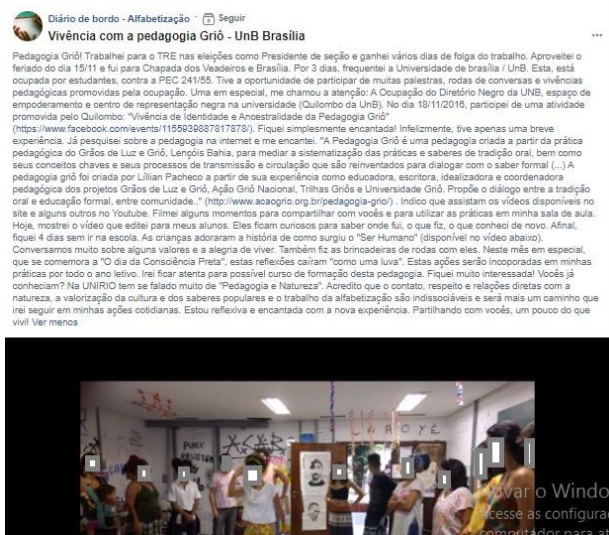 Diário de bordo - Alfabetização · Seguir
Vivência com a pedagogia Griô - UnB Brasília
...
Pedagogia Griô! Trabalhei para o TRE nas eleições como Presidente de seção e ganhei vários dias de folga do trabalho. Aproveitei o
feriado do dia 15/11 e fui para Chapada dos Veadeiros e Brasília. Por 3 dias, frequentei a Universidade de brasília / UnB. Esta, está
ocupada por estudantes, contra a PEC 241/55. Tive a oportunidade de participar de muitas palestras, rodas de conversas e vivências
pedagógicas promovidas pela ocupação. Uma em especial, me chamou a atenção: A Ocupação do Diretório Negro da UNB, espaço de
empoderamento e centro de representação negra na universidade (Quilombo da UnB). No dia 18/11/2016, participei de uma atividade
promovida pelo Quilombo: "Vivência de Identidade e Ancestralidade da Pedagogia Griô"
(https://www.facebook.com/events/1155939887817878/). Fiquei simplesmente encantada! Infelizmente, tive apenas uma breve
experiência. Já pesquisei sobre a pedagogia na internet e me encantei. "A Pedagogia Griô é uma pedagogia criada a partir da prática
pedagógica do Grãos de Luz e Griô, Lençóis Bahia, para mediar a sistematização das práticas e saberes de tradição oral, bem como
seus conceitos chaves e seus processos de transmissão e circulação que são reinventados para dialogar com o saber formal (...) A
pedagogia griô foi criada por Líllian Pacheco a partir de sua experiência como educadora, escritora, idealizadora e coordenadora
pedagógica dos projetos Grãos de Luz e Griô, Ação Griô Nacional, Trilhas Griôs e Universidade Griô. Propõe o diálogo entre a tradição
oral e educação formal, entre comunidade.." (http://www.acaogrio.org.br/pedagogia-grio/) . Indico que assistam os vídeos disponíveis no
site e alguns outros no Youtube. Filmei alguns momentos para compartilhar com vocês e para utilizar as práticas em minha sala de aula.
Hoje, mostrei o vídeo que editei para meus alunos. Eles ficam curiosos para saber onde fui, o que fiz, o que conheci de novo. Afinal,
fiquei 4 dias sem ir na escola. As crianças adoraram a história de como surgiu o "Ser Humano" (disponível no vídeo abaixo).
Conversamos muito sobre alguns valores e a alegria de viver. Também fiz as brincadeiras de rodas com eles. Neste mês em especial,
que se comemora a "O dia da Consciência Preta", estas reflexões caíram "como uma luva". Estas ações serão incoporadas em minhas
práticas por todo o ano letivo. Irei ficar atenta para possível curso de formação desta pedagogia. Fiquei muito interessada! Vocês já
conheciam? Na UNIRIO tem se falado muito de "Pedagogia e Natureza". Acredito que o contato, respeito e relações diretas com a
natureza, a valorização da cultura e dos saberes populares e o trabalho da alfabetização são indissociáveis e será mais um caminho que
irei seguir em minhas ações cotidianas. Estou reflexiva e encantada com a nova experiência. Partilhando com vocês, um pouco do que
vivi! Ver menos
PUNX